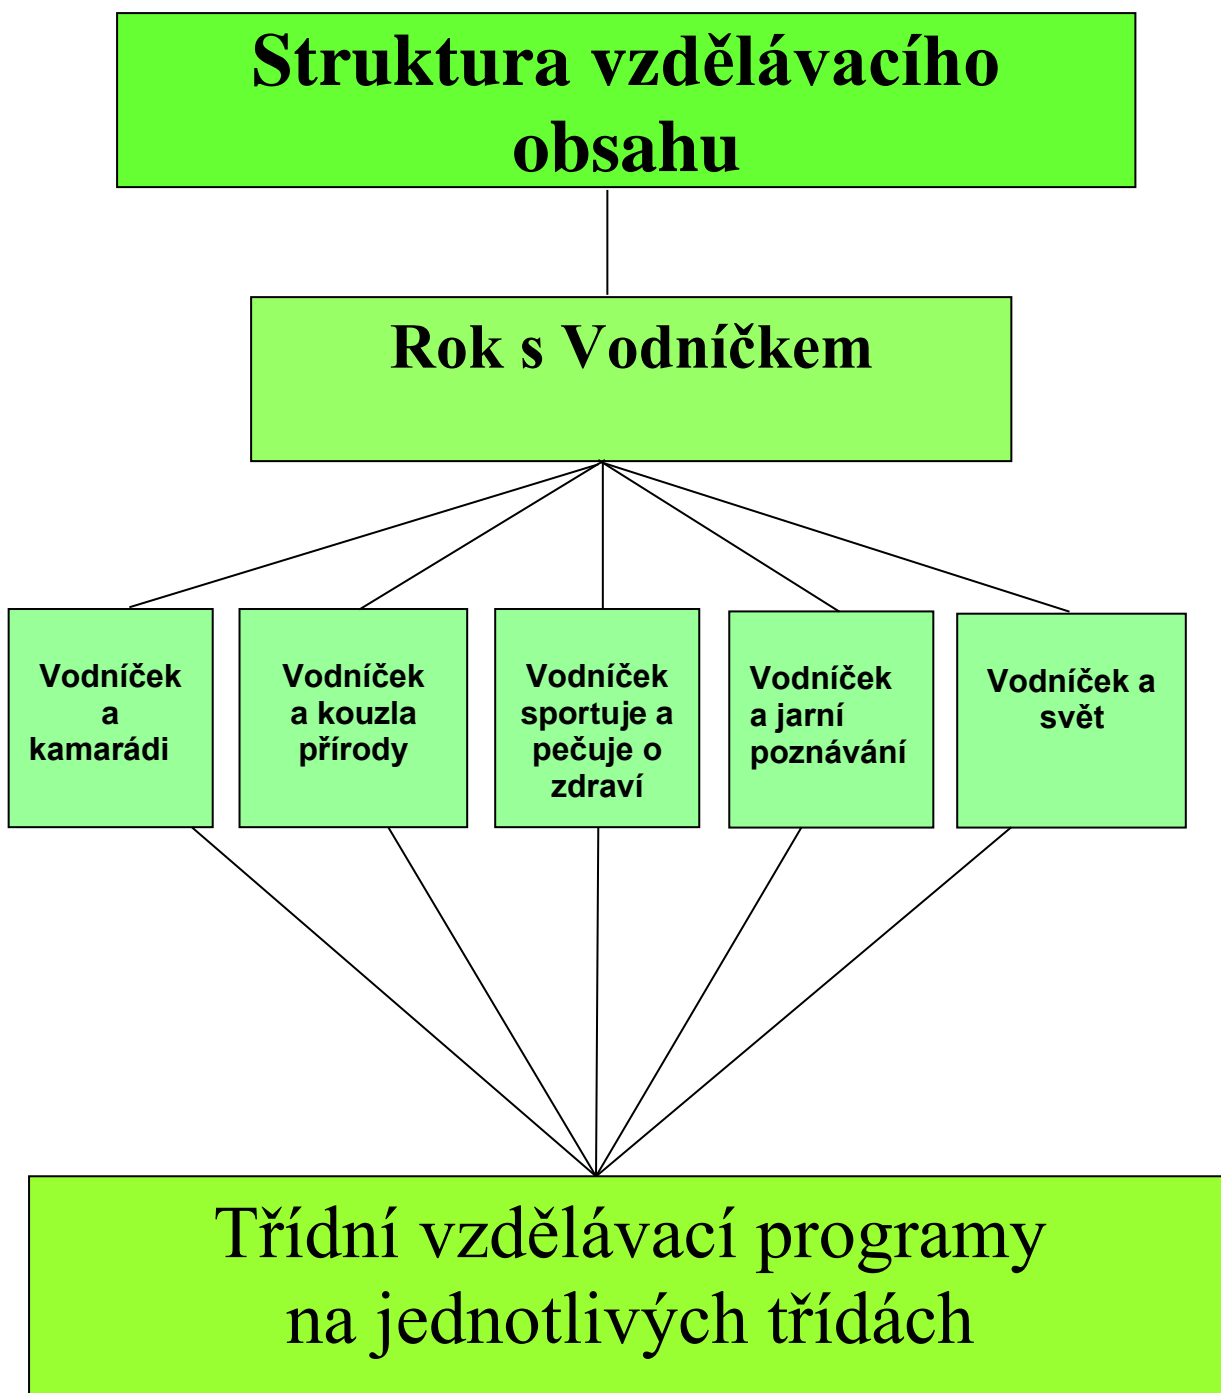 Struktura vzdělávacího
obsahu
Rok s Vodníčkem
Vodníček
a
kamarádi
Vodníček
a kouzla
přírody
Vodníček
sportuje a
pečuje o
zdraví
Vodníček
a jarní
poznávání
Vodníček a
svět
Třídní vzdělávací programy
na jednotlivých třídách